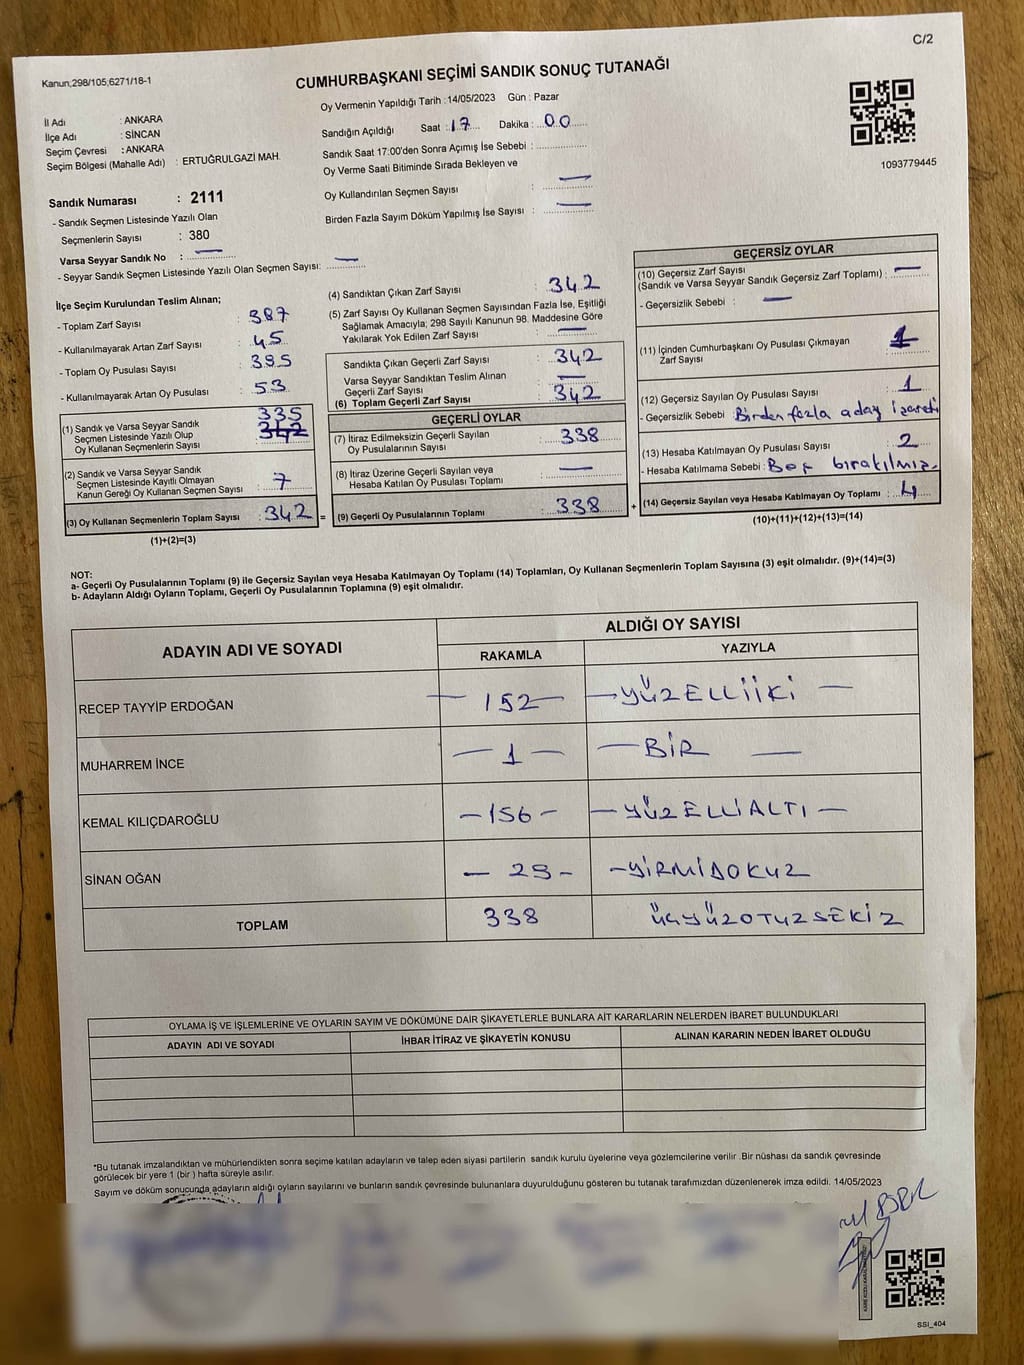 C/2
Kanun,298/105,6271/18-1
CUMHURBAŞKANI SEÇİMİ SANDIK SONUÇ TUTANAĞI
Oy Vermenin Yapıldığı Tarih :14/05/2023 Gün : Pazar
İl Adı : ANKARA
İlçe Adı : SİNCAN
Seçim Çevresi : ANKARA
Seçim Bölgesi (Mahalle Adı) : ERTUĞRULGAZİ MAH.
Sandığın Açıldığı Saat : 17 Dakika : 00
Sandık Saat 17:00'den Sonra Açımış İse Sebebi :
Oy Verme Saati Bitiminde Sırada Bekleyen ve
Oy Kullandırılan Seçmen Sayısı : —
Birden Fazla Sayım Döküm Yapılmış İse Sayısı : —
1093779445
Sandık Numarası : 2111
- Sandık Seçmen Listesinde Yazılı Olan
Seçmenlerin Sayısı : 380
Varsa Seyyar Sandık No : —
- Seyyar Sandık Seçmen Listesinde Yazılı Olan Seçmen Sayısı: —
İlçe Seçim Kurulundan Teslim Alınan;
- Toplam Zarf Sayısı : 387
- Kullanılmayarak Artan Zarf Sayısı : 45
- Toplam Oy Pusulası Sayısı : 395
- Kullanılmayarak Artan Oy Pusulası : 53
(1) Sandık ve Varsa Seyyar Sandık
Seçmen Listesinde Yazılı Olup
Oy Kullanan Seçmenlerin Sayısı : 335 342
(2) Sandık ve Varsa Seyyar Sandık
Seçmen Listesinde Kayıtlı Olmayan
Kanun Gereği Oy Kullanan Seçmen Sayısı : 7
(3) Oy Kullanan Seçmenlerin Toplam Sayısı : 342 =
(1)+(2)=(3)
(4) Sandıktan Çıkan Zarf Sayısı : 342
(5) Zarf Sayısı Oy Kullanan Seçmen Sayısından Fazla İse, Eşitliği
Sağlamak Amacıyla; 298 Sayılı Kanunun 98. Maddesine Göre
Yakılarak Yok Edilen Zarf Sayısı : —
Sandıkta Çıkan Geçerli Zarf Sayısı : 342
Varsa Seyyar Sandıktan Teslim Alınan
Geçerli Zarf Sayısı : —
(6) Toplam Geçerli Zarf Sayısı : 342
GEÇERLİ OYLAR
(7) İtiraz Edilmeksizin Geçerli Sayılan
Oy Pusulalarının Sayısı : 338
(8) İtiraz Üzerine Geçerli Sayılan veya
Hesaba Katılan Oy Pusulası Toplamı : —
(9) Geçerli Oy Pusulalarının Toplamı : 338 +
GEÇERSİZ OYLAR
(10) Geçersiz Zarf Sayısı
(Sandık ve Varsa Seyyar Sandık Geçersiz Zarf Toplamı) : —
- Geçersizlik Sebebi : —
(11) İçinden Cumhurbaşkanı Oy Pusulası Çıkmayan
Zarf Sayısı : 1
(12) Geçersiz Sayılan Oy Pusulası Sayısı : 1
- Geçersizlik Sebebi : Birden fazla aday işareti
(13) Hesaba Katılmayan Oy Pusulası Sayısı : 2
- Hesaba Katılmama Sebebi : Boş bırakılmış.
(14) Geçersiz Sayılan veya Hesaba Katılmayan Oy Toplamı : 4
(10)+(11)+(12)+(13)=(14)
NOT:
a- Geçerli Oy Pusulalarının Toplamı (9) ile Geçersiz Sayılan veya Hesaba Katılmayan Oy Toplamı (14) Toplamları, Oy Kullanan Seçmenlerin Toplam Sayısına (3) eşit olmalıdır. (9)+(14)=(3)
b- Adayların Aldığı Oyların Toplamı, Geçerli Oy Pusulalarının Toplamına (9) eşit olmalıdır.
ADAYIN ADI VE SOYADI
ALDIĞI OY SAYISI
RAKAMLA YAZIYLA
RECEP TAYYİP ERDOĞAN — 152 — — YÜZELLİİKİ —
MUHARREM İNCE — 1 — — BİR —
KEMAL KILIÇDAROĞLU — 156 — — YÜZELLİALTI —
SİNAN OĞAN — 29 — — YİRMİDOKUZ
TOPLAM 338 ÜÇYÜZOTUZSEKİZ
OYLAMA İŞ VE İŞLEMLERİNE VE OYLARIN SAYIM VE DÖKÜMÜNE DAİR ŞİKAYETLERLE BUNLARA AİT KARARLARIN NELERDEN İBARET BULUNDUKLARI
ADAYIN ADI VE SOYADI İHBAR İTİRAZ VE ŞİKAYETİN KONUSU ALINAN KARARIN NEDEN İBARET OLDUĞU
*Bu tutanak imzalandıktan ve mühürlendikten sonra seçime katılan adayların ve talep eden siyasi partilerin sandık kurulu üyelerine veya gözlemcilerine verilir .Bir nüshası da sandık çevresinde
görülecek bir yere 1 (bir ) hafta süreyle asılır.
Sayım ve döküm sonucunda adayların aldığı oyların sayılarını ve bunların sandık çevresinde bulunanlara duyurulduğunu gösteren bu tutanak tarafımızdan düzenlenerek imza edildi. 14/05/2023
SSI_404